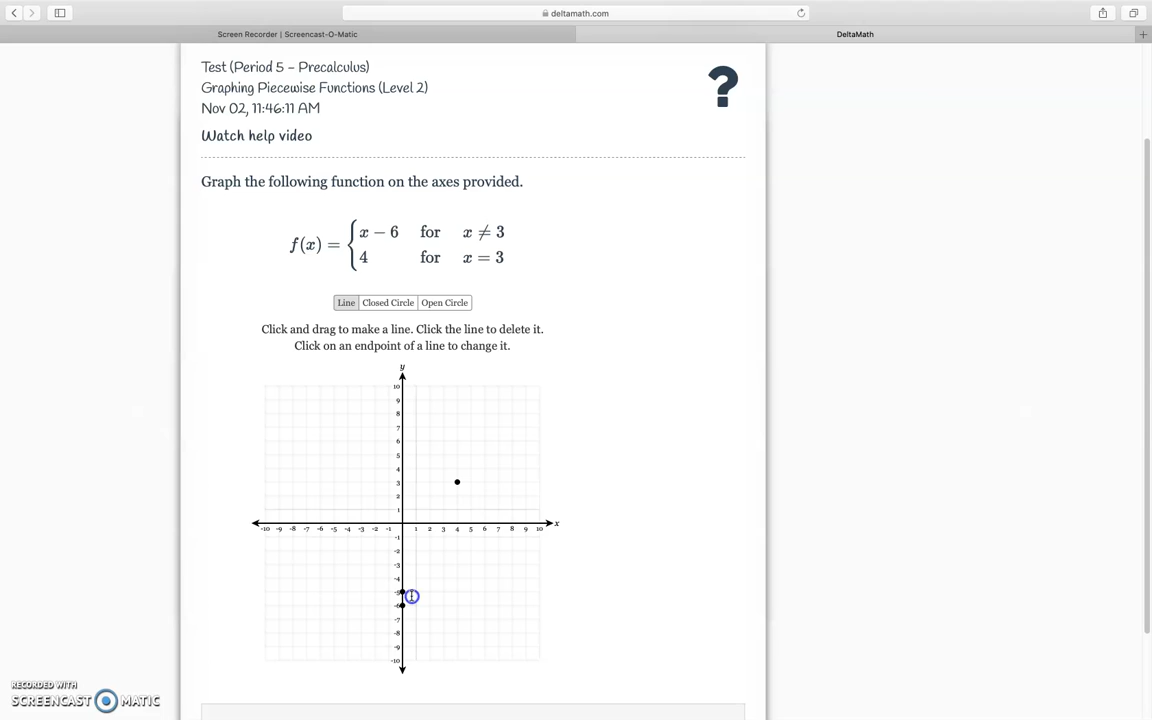 deltamath.com
Screen Recorder | Screencast-O-Matic
DeltaMath
Test (Period 5 - Precalculus)
Graphing Piecewise Functions (Level 2)
Nov 02, 11:46:11 AM
?
Watch help video
Graph the following function on the axes provided.
f(x) = { x − 6 for x ≠ 3
4 for x = 3
Line Closed Circle Open Circle
Click and drag to make a line. Click the line to delete it.
Click on an endpoint of a line to change it.
y
10
9
8
7
6
5
4
3
2
1
-10 -9 -8 -7 -6 -5 -4 -3 -2 -1 1 2 3 4 5 6 7 8 9 10 x
-1
-2
-3
-4
-5
-6
-7
-8
-9
-10
RECORDED WITH
SCREENCAST MATIC